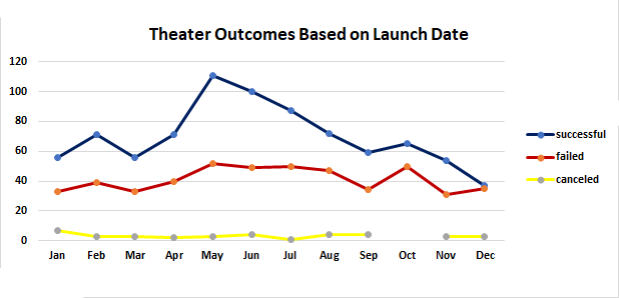 Theater Outcomes Based on Launch Date
120
100
80
60
40
20
0
Jan Feb Mar Apr May Jun Jul Aug Sep Oct Nov Dec
successful
failed
canceled